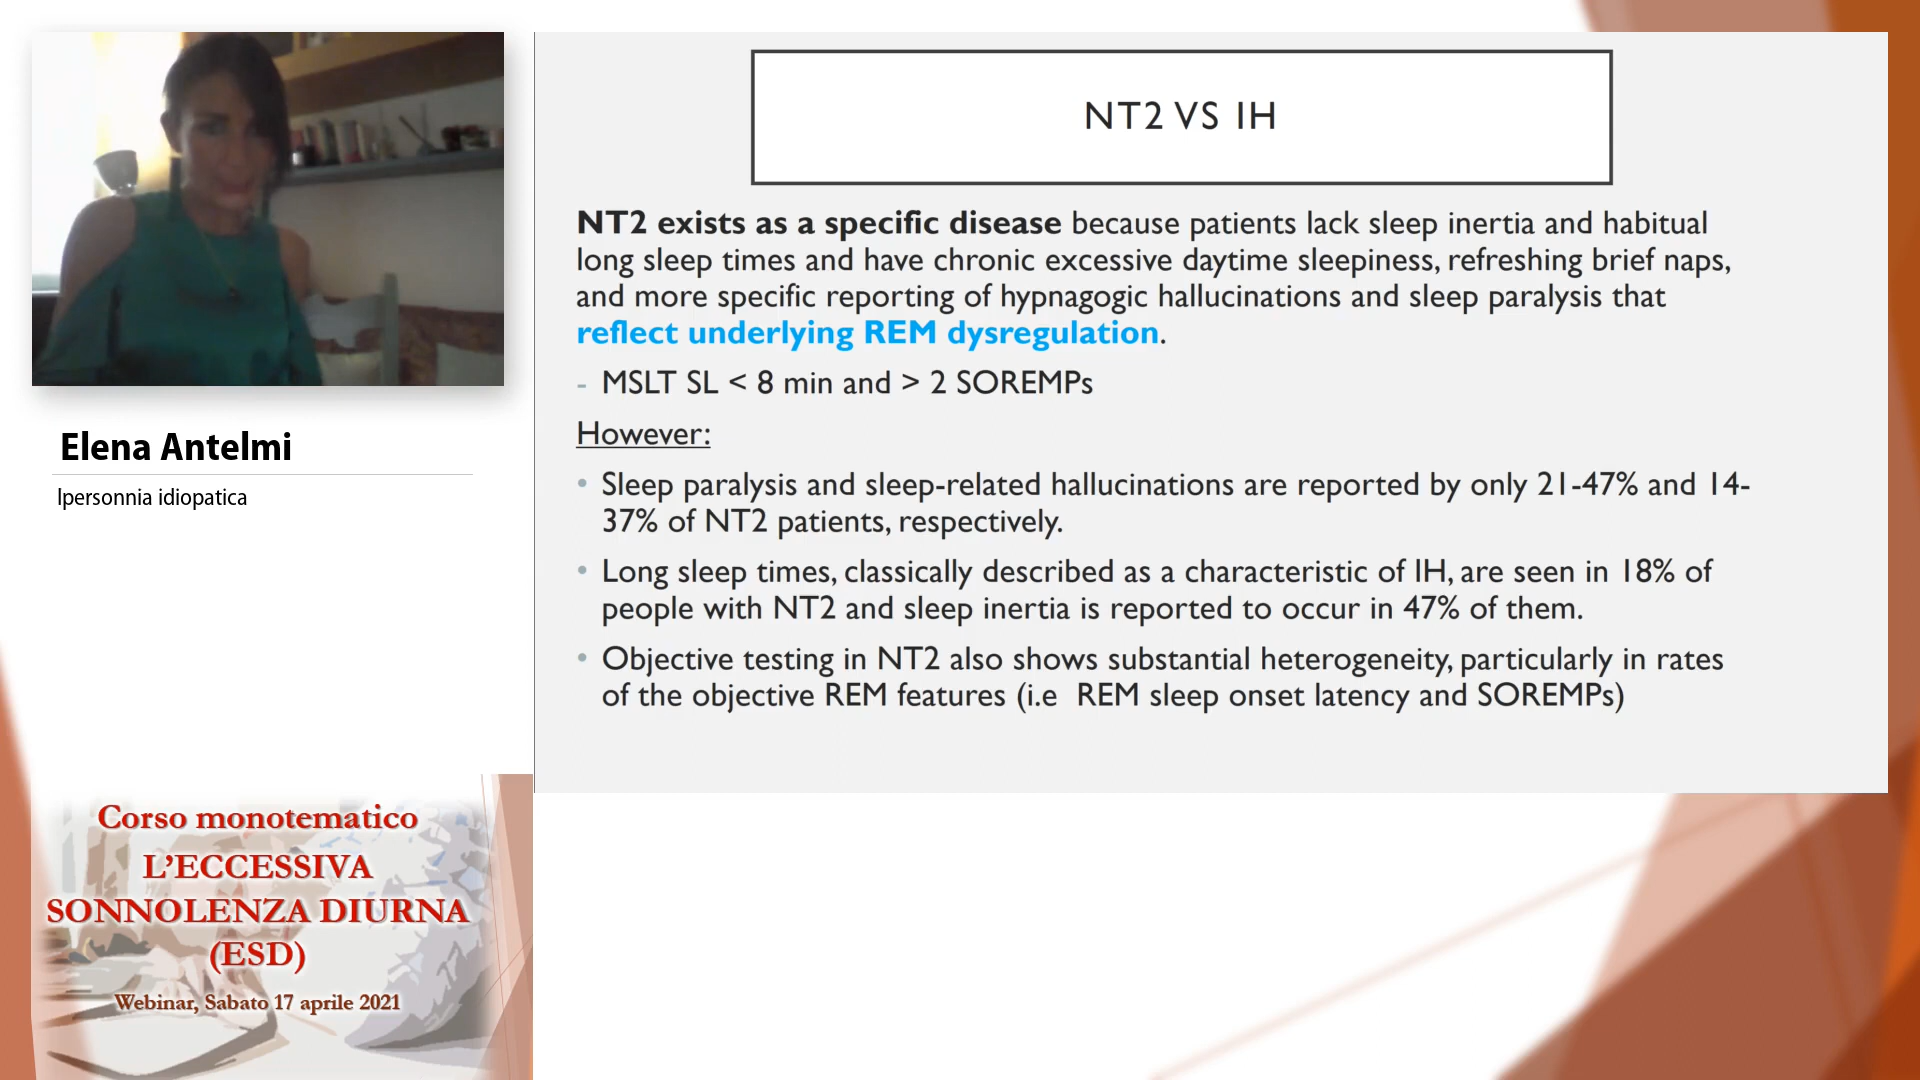 NT2 VS IH
NT2 exists as a specific disease because patients lack sleep inertia and habitual
long sleep times and have chronic excessive daytime sleepiness, refreshing brief naps,
and more specific reporting of hypnagogic hallucinations and sleep paralysis that
reflect underlying REM dysregulation.
- MSLT SL < 8 min and > 2 SOREMPs
However:
• Sleep paralysis and sleep-related hallucinations are reported by only 21-47% and 14-
37% of NT2 patients, respectively.
• Long sleep times, classically described as a characteristic of IH, are seen in 18% of
people with NT2 and sleep inertia is reported to occur in 47% of them.
• Objective testing in NT2 also shows substantial heterogeneity, particularly in rates
of the objective REM features (i.e REM sleep onset latency and SOREMPs)
Elena Antelmi
Ipersonnia idiopatica
Corso monotematico
L'ECCESSIVA
SONNOLENZA DIURNA
(ESD)
Webinar, Sabato 17 aprile 2021